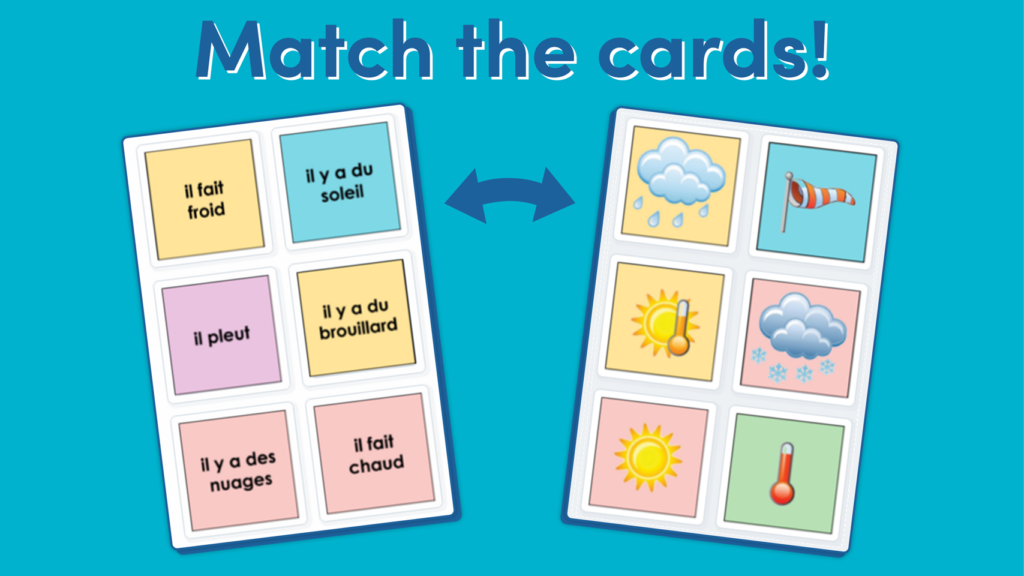 Match the cards!
il fait
froid
il y a du
soleil
il pleut
il y a du
brouillard
il y a des
nuages
il fait
chaud